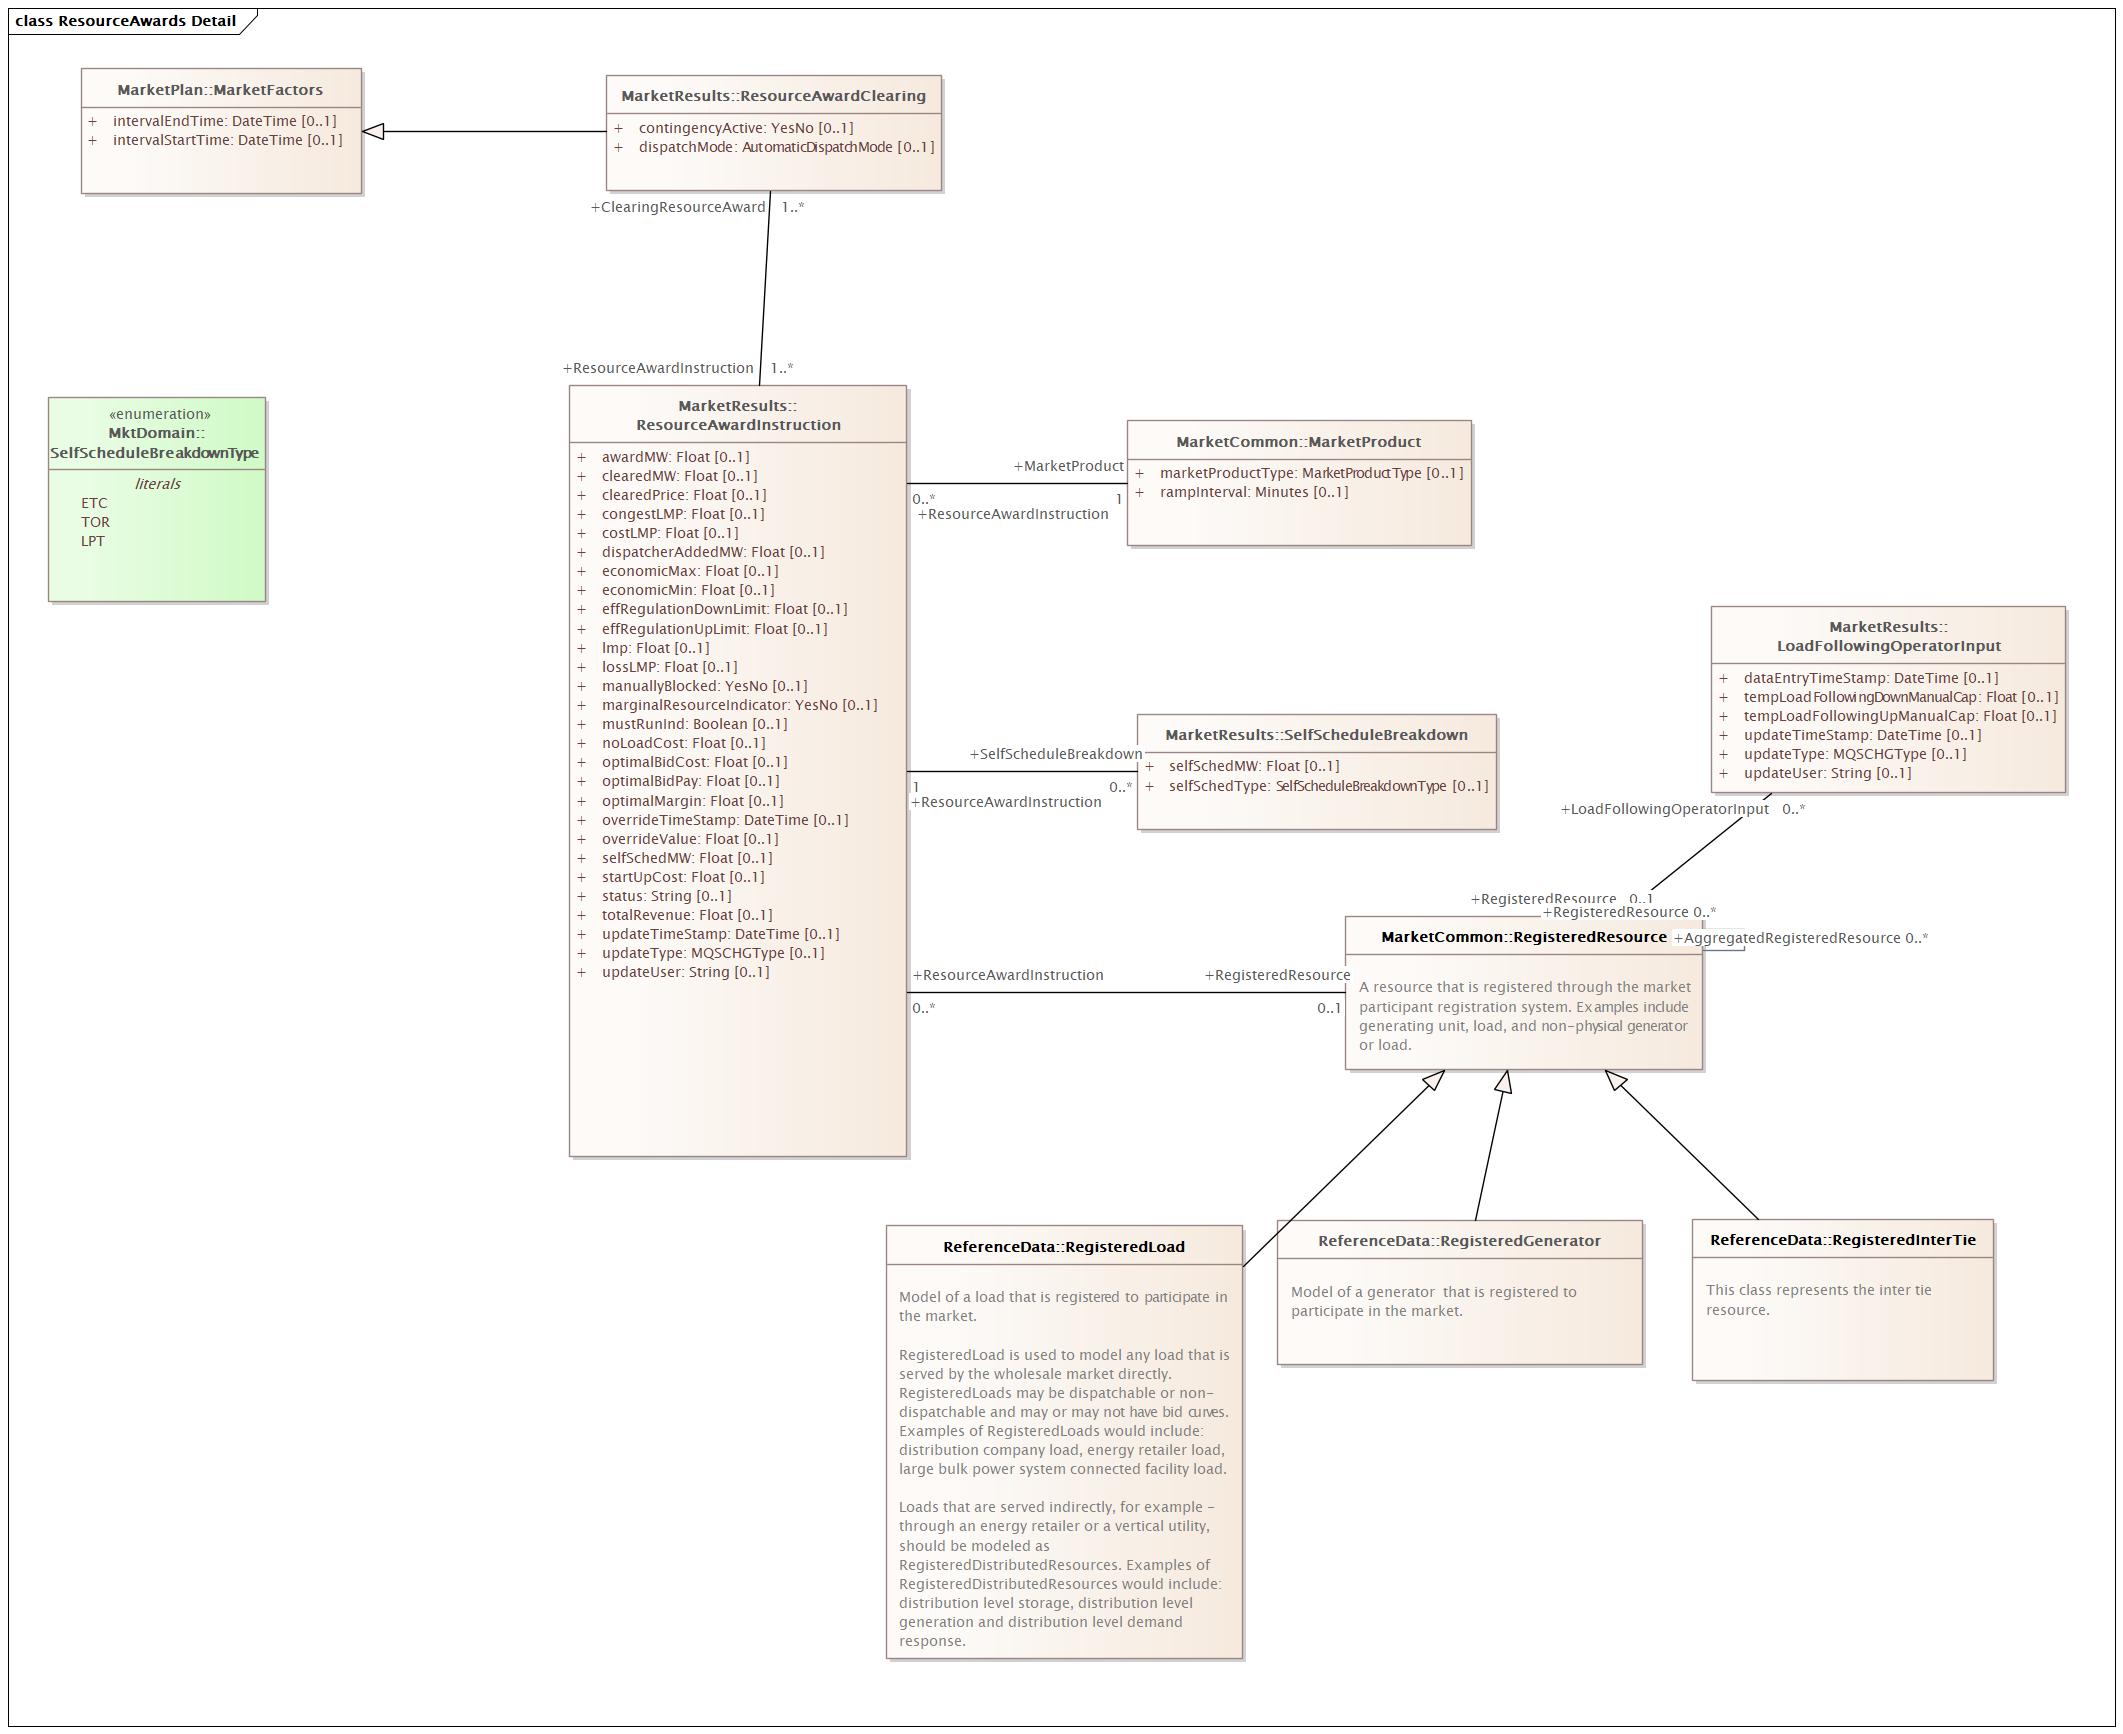 class ResourceAwards Detail
MarketPlan::MarketFactors
+ intervalEndTime: DateTime [0..1]
+ intervalStartTime: DateTime [0..1]
MarketResults::ResourceAwardClearing
+ contingencyActive: YesNo [0..1]
+ dispatchMode: AutomaticDispatchMode [0..1]
+ClearingResourceAward 1..*
+ResourceAwardInstruction 1..*
«enumeration»
MktDomain::
SelfScheduleBreakdownType
literals
ETC
TOR
LPT
MarketResults::
ResourceAwardInstruction
+ awardMW: Float [0..1]
+ clearedMW: Float [0..1]
+ clearedPrice: Float [0..1]
+ congestLMP: Float [0..1]
+ costLMP: Float [0..1]
+ dispatcherAddedMW: Float [0..1]
+ economicMax: Float [0..1]
+ economicMin: Float [0..1]
+ effRegulationDownLimit: Float [0..1]
+ effRegulationUpLimit: Float [0..1]
+ lmp: Float [0..1]
+ lossLMP: Float [0..1]
+ manuallyBlocked: YesNo [0..1]
+ marginalResourceIndicator: YesNo [0..1]
+ mustRunInd: Boolean [0..1]
+ noLoadCost: Float [0..1]
+ optimalBidCost: Float [0..1]
+ optimalBidPay: Float [0..1]
+ optimalMargin: Float [0..1]
+ overrideTimeStamp: DateTime [0..1]
+ overrideValue: Float [0..1]
+ selfSchedMW: Float [0..1]
+ startUpCost: Float [0..1]
+ status: String [0..1]
+ totalRevenue: Float [0..1]
+ updateTimeStamp: DateTime [0..1]
+ updateType: MQSCHGType [0..1]
+ updateUser: String [0..1]
+MarketProduct
0..* 1
+ResourceAwardInstruction
MarketCommon::MarketProduct
+ marketProductType: MarketProductType [0..1]
+ rampInterval: Minutes [0..1]
+SelfScheduleBreakdown
1 0..*
+ResourceAwardInstruction
MarketResults::SelfScheduleBreakdown
+ selfSchedMW: Float [0..1]
+ selfSchedType: SelfScheduleBreakdownType [0..1]
MarketResults::
LoadFollowingOperatorInput
+ dataEntryTimeStamp: DateTime [0..1]
+ tempLoadFollowingDownManualCap: Float [0..1]
+ tempLoadFollowingUpManualCap: Float [0..1]
+ updateTimeStamp: DateTime [0..1]
+ updateType: MQSCHGType [0..1]
+ updateUser: String [0..1]
+LoadFollowingOperatorInput 0..*
+RegisteredResource 0..1
+RegisteredResource 0..*
+AggregatedRegisteredResource 0..*
+ResourceAwardInstruction +RegisteredResource
0..* 0..1
MarketCommon::RegisteredResource
A resource that is registered through the market
participant registration system. Examples include
generating unit, load, and non-physical generator
or load.
ReferenceData::RegisteredLoad
Model of a load that is registered to participate in
the market.
RegisteredLoad is used to model any load that is
served by the wholesale market directly.
RegisteredLoads may be dispatchable or non-
dispatchable and may or may not have bid curves.
Examples of RegisteredLoads would include:
distribution company load, energy retailer load,
large bulk power system connected facility load.
Loads that are served indirectly, for example -
through an energy retailer or a vertical utility,
should be modeled as
RegisteredDistributedResources. Examples of
RegisteredDistributedResources would include:
distribution level storage, distribution level
generation and distribution level demand
response.
ReferenceData::RegisteredGenerator
Model of a generator that is registered to
participate in the market.
ReferenceData::RegisteredInterTie
This class represents the inter tie
resource.